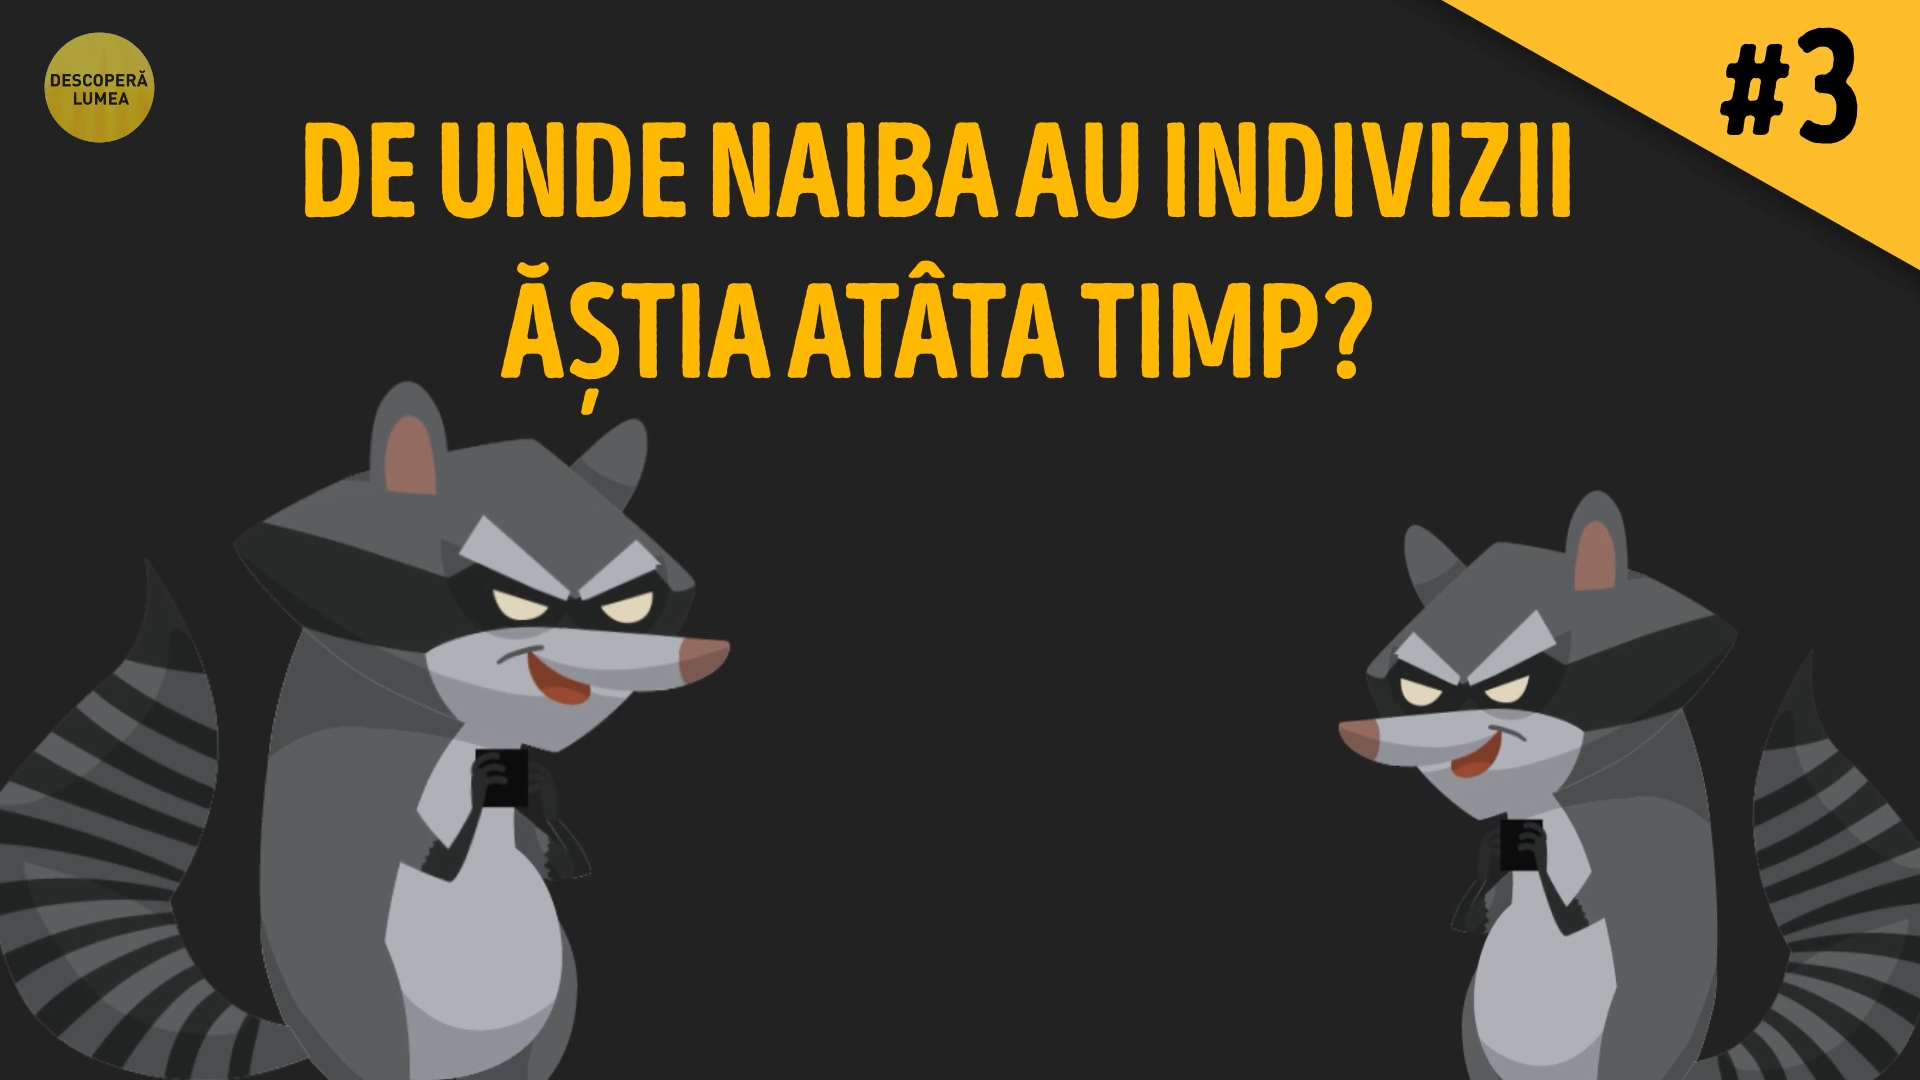 DESCOPERĂ
LUMEA
#3
DE UNDE NAIBA AU INDIVIZII
ĂȘTIA ATÂTA TIMP?